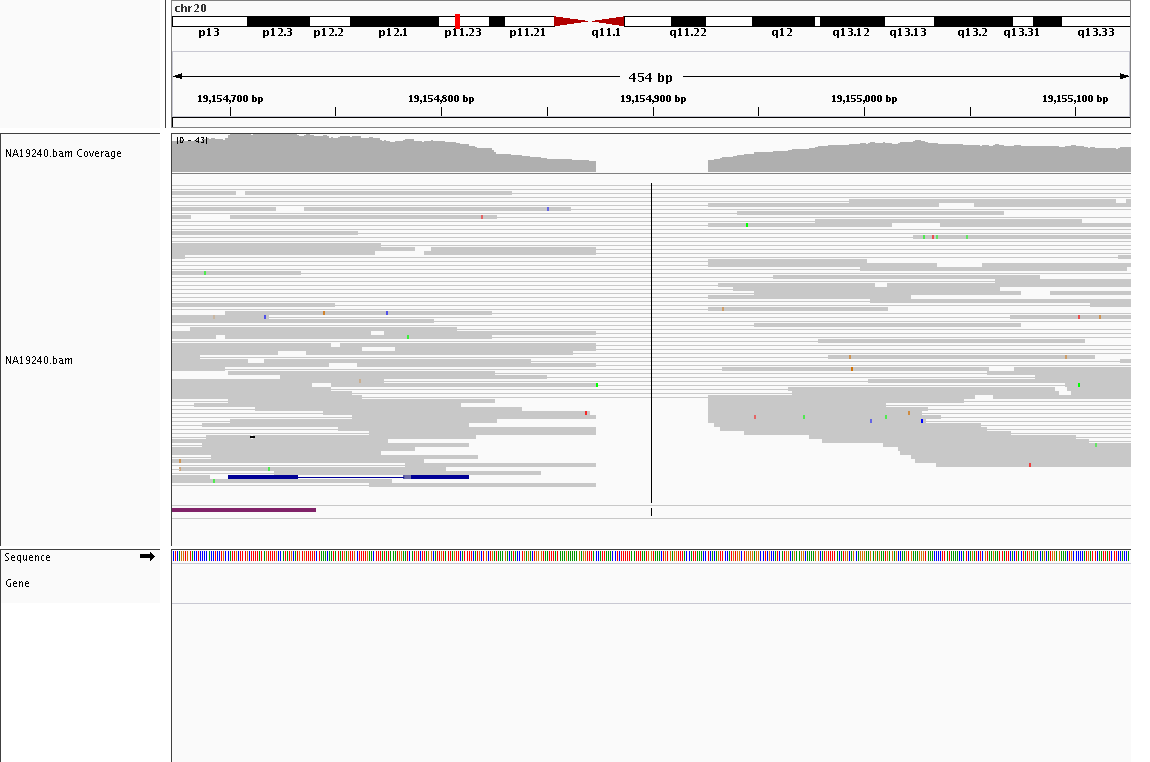 chr20
p13 p12.3 p12.2 p12.1 p11.23 p11.21 q11.1 q11.22 q12 q13.12 q13.13 q13.2 q13.31 q13.33
454 bp
19,154,700 bp 19,154,800 bp 19,154,900 bp 19,155,000 bp 19,155,100 bp
[0 - 43]
NA19240.bam Coverage
NA19240.bam
Sequence
Gene